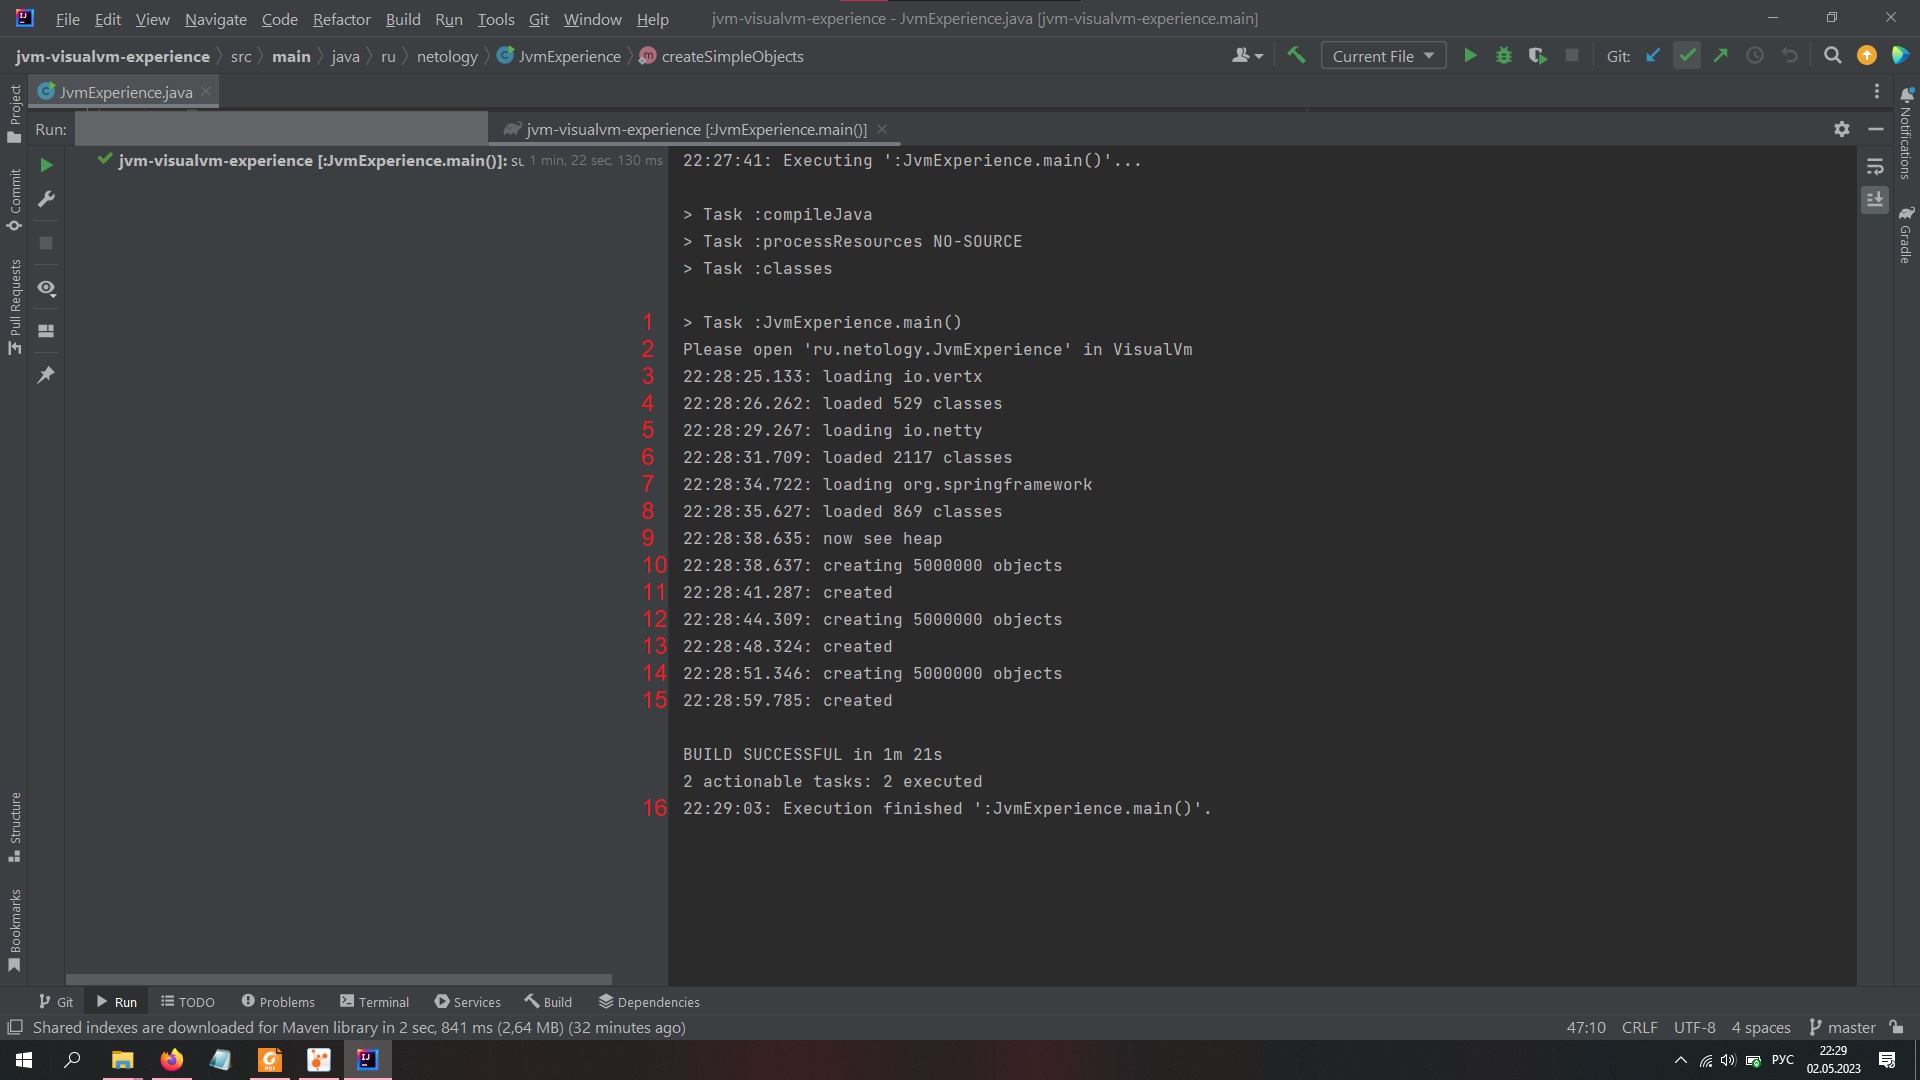 File Edit View Navigate Code Refactor Build Run Tools Git Window Help jvm-visualvm-experience - JvmExperience.java [jvm-visualvm-experience.main]
jvm-visualvm-experience src main java ru netology JvmExperience m createSimpleObjects Current File Git:
JvmExperience.java
Run: jvm-visualvm-experience [:JvmExperience.main()]
jvm-visualvm-experience [:JvmExperience.main()]: su 1 min, 22 sec, 130 ms
22:27:41: Executing ':JvmExperience.main()'...
> Task :compileJava
> Task :processResources NO-SOURCE
> Task :classes
1 > Task :JvmExperience.main()
2 Please open 'ru.netology.JvmExperience' in VisualVm
3 22:28:25.133: loading io.vertx
4 22:28:26.262: loaded 529 classes
5 22:28:29.267: loading io.netty
6 22:28:31.709: loaded 2117 classes
7 22:28:34.722: loading org.springframework
8 22:28:35.627: loaded 869 classes
9 22:28:38.635: now see heap
10 22:28:38.637: creating 5000000 objects
11 22:28:41.287: created
12 22:28:44.309: creating 5000000 objects
13 22:28:48.324: created
14 22:28:51.346: creating 5000000 objects
15 22:28:59.785: created
BUILD SUCCESSFUL in 1m 21s
2 actionable tasks: 2 executed
16 22:29:03: Execution finished ':JvmExperience.main()'.
Project
Commit
Pull Requests
Structure
Bookmarks
Notifications
Gradle
Git Run TODO Problems Terminal Services Build Dependencies
Shared indexes are downloaded for Maven library in 2 sec, 841 ms (2,64 MB) (32 minutes ago) 47:10 CRLF UTF-8 4 spaces master
РУС 22:29
02.05.2023